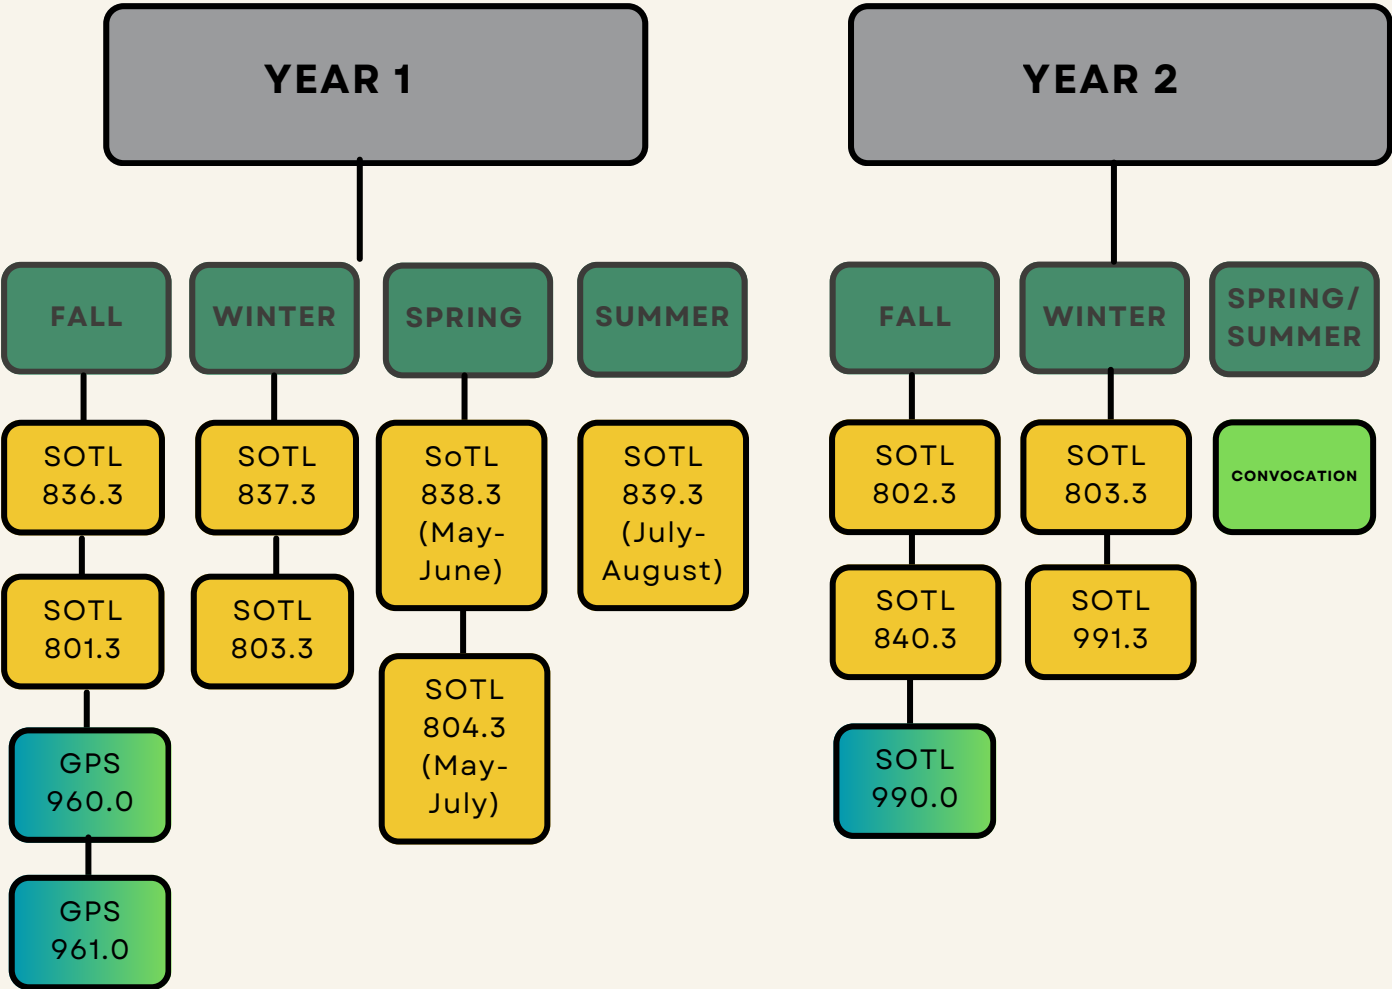 YEAR 1
FALL
SOTL
836.3
SOTL
801.3
GPS
960.0
GPS
961.0
WINTER
SOTL
837.3
SOTL
803.3
SPRING
SoTL
838.3
(May-
June)
SOTL
804.3
(May-
July)
SUMMER
SOTL
839.3
(July-
August)
YEAR 2
FALL
SOTL
802.3
SOTL
840.3
SOTL
990.0
WINTER
SOTL
803.3
SOTL
991.3
SPRING/
SUMMER
CONVOCATION